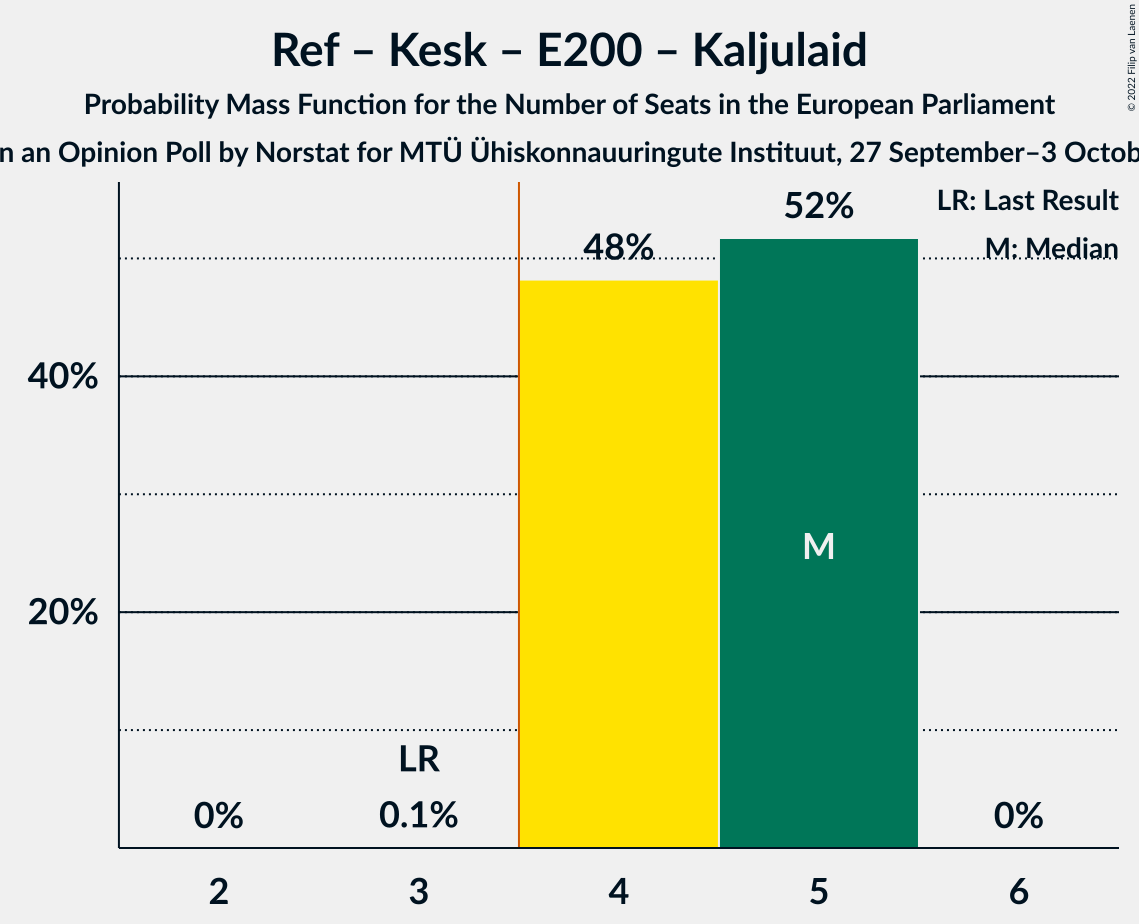 Ref – Kesk – E200 – Kaljulaid
Probability Mass Function for the Number of Seats in the European Parliament
an Opinion Poll by Norstat for MTÜ Ühiskonnauuringute Instituut, 27 September–3
© 2022 Filip van Laenen
LR: Last Result
M: Median
52%
48%
40%
M
20%
LR
0% 0.1% 0%
2 3 4 5 6